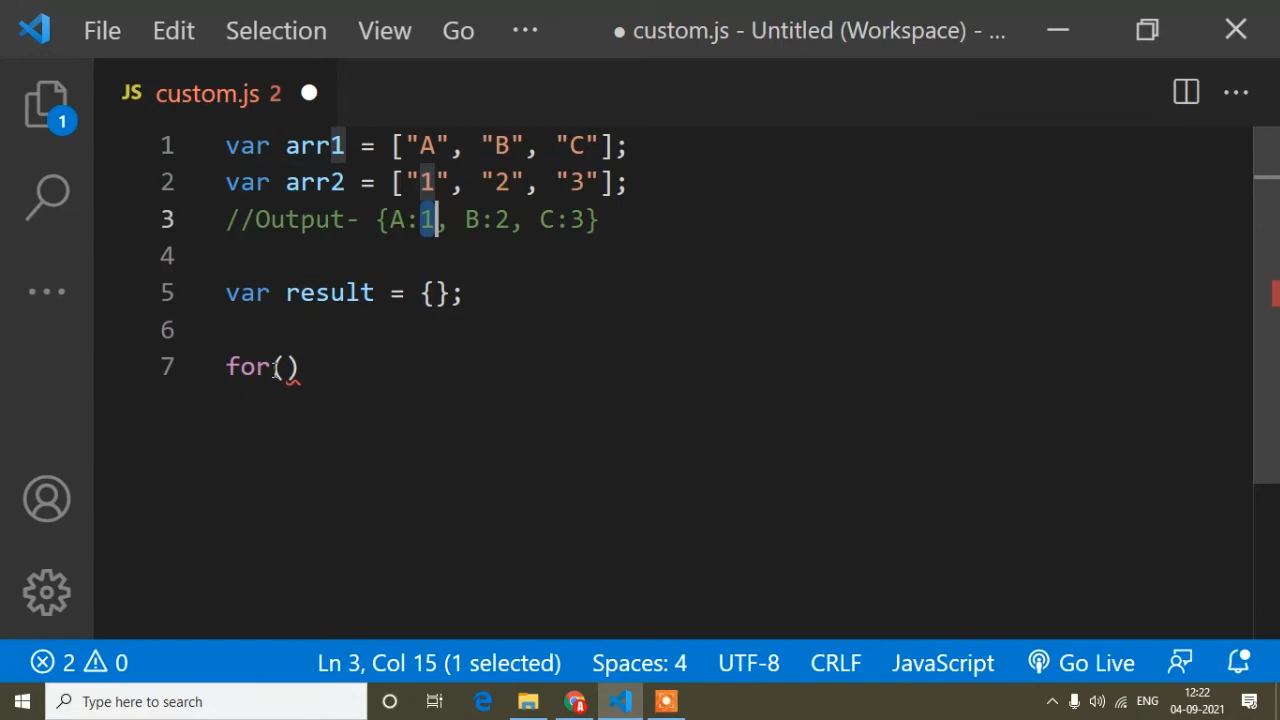 File Edit Selection View Go ··· ● custom.js - Untitled (Workspace) - ...
JS custom.js 2
1
1 var arr1 = ["A", "B", "C"];
2 var arr2 = ["1", "2", "3"];
3 //Output- {A:1, B:2, C:3}
4
5 var result = {};
6
7 for()
2 0 Ln 3, Col 15 (1 selected) Spaces: 4 UTF-8 CRLF JavaScript Go Live
Type here to search A ENG 12:22
04-09-2021